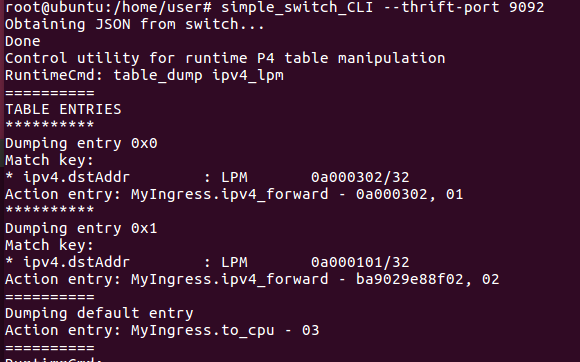 root@ubuntu:/home/user# simple_switch_CLI --thrift-port 9092
Obtaining JSON from switch...
Done
Control utility for runtime P4 table manipulation
RuntimeCmd: table_dump ipv4_lpm
==========
TABLE ENTRIES
**********
Dumping entry 0x0
Match key:
* ipv4.dstAddr         : LPM       0a000302/32
Action entry: MyIngress.ipv4_forward - 0a000302, 01
**********
Dumping entry 0x1
Match key:
* ipv4.dstAddr         : LPM       0a000101/32
Action entry: MyIngress.ipv4_forward - ba9029e88f02, 02
==========
Dumping default entry
Action entry: MyIngress.to_cpu - 03
==========
RuntimeCmd: